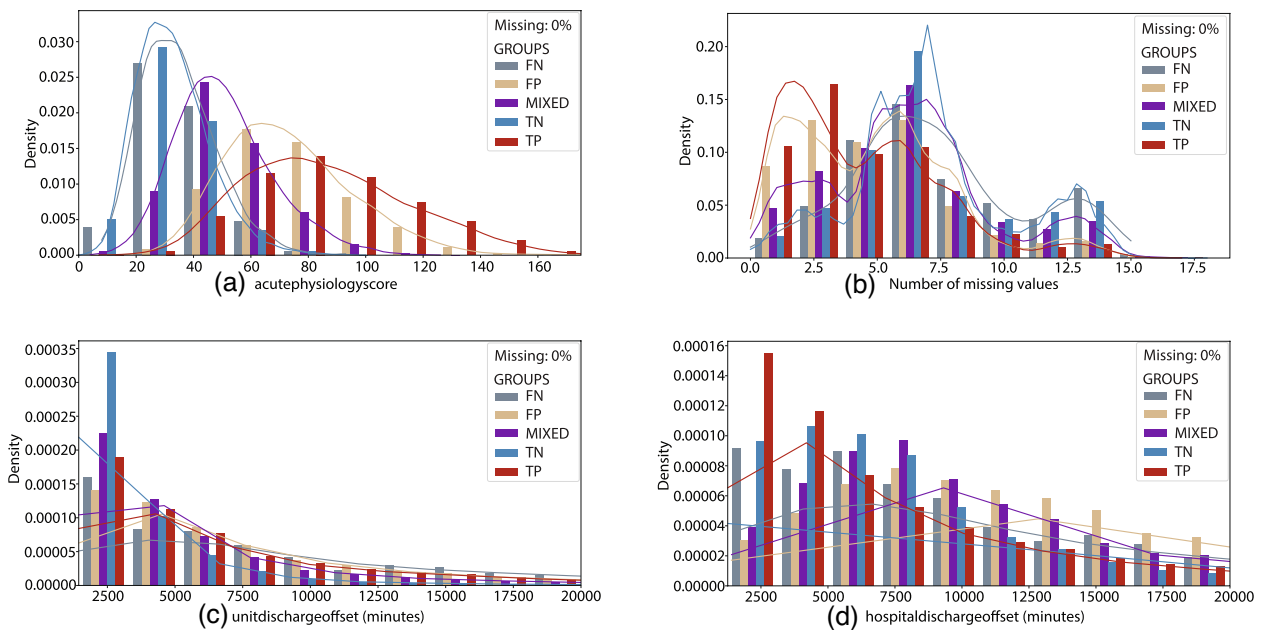 Missing: 0%
GROUPS
FN
FP
MIXED
TN
TP
Density
0.030
0.025
0.020
0.015
0.010
0.005
0.000
0 20 40 60 80 100 120 140 160
(a) acutephysiologyscore
Missing: 0%
GROUPS
FN
FP
MIXED
TN
TP
Density
0.20
0.15
0.10
0.05
0.00
0.0 2.5 5.0 7.5 10.0 12.5 15.0 17.5
(b) Number of missing values
Missing: 0%
GROUPS
FN
FP
MIXED
TN
TP
Density
0.00035
0.00030
0.00025
0.00020
0.00015
0.00010
0.00005
0.00000
2500 5000 7500 10000 12500 15000 17500 20000
(c) unitdischargeoffset (minutes)
Missing: 0%
GROUPS
FN
FP
MIXED
TN
TP
Density
0.00016
0.00014
0.00012
0.00010
0.00008
0.00006
0.00004
0.00002
0.00000
2500 5000 7500 10000 12500 15000 17500 20000
(d) hospitaldischargeoffset (minutes)